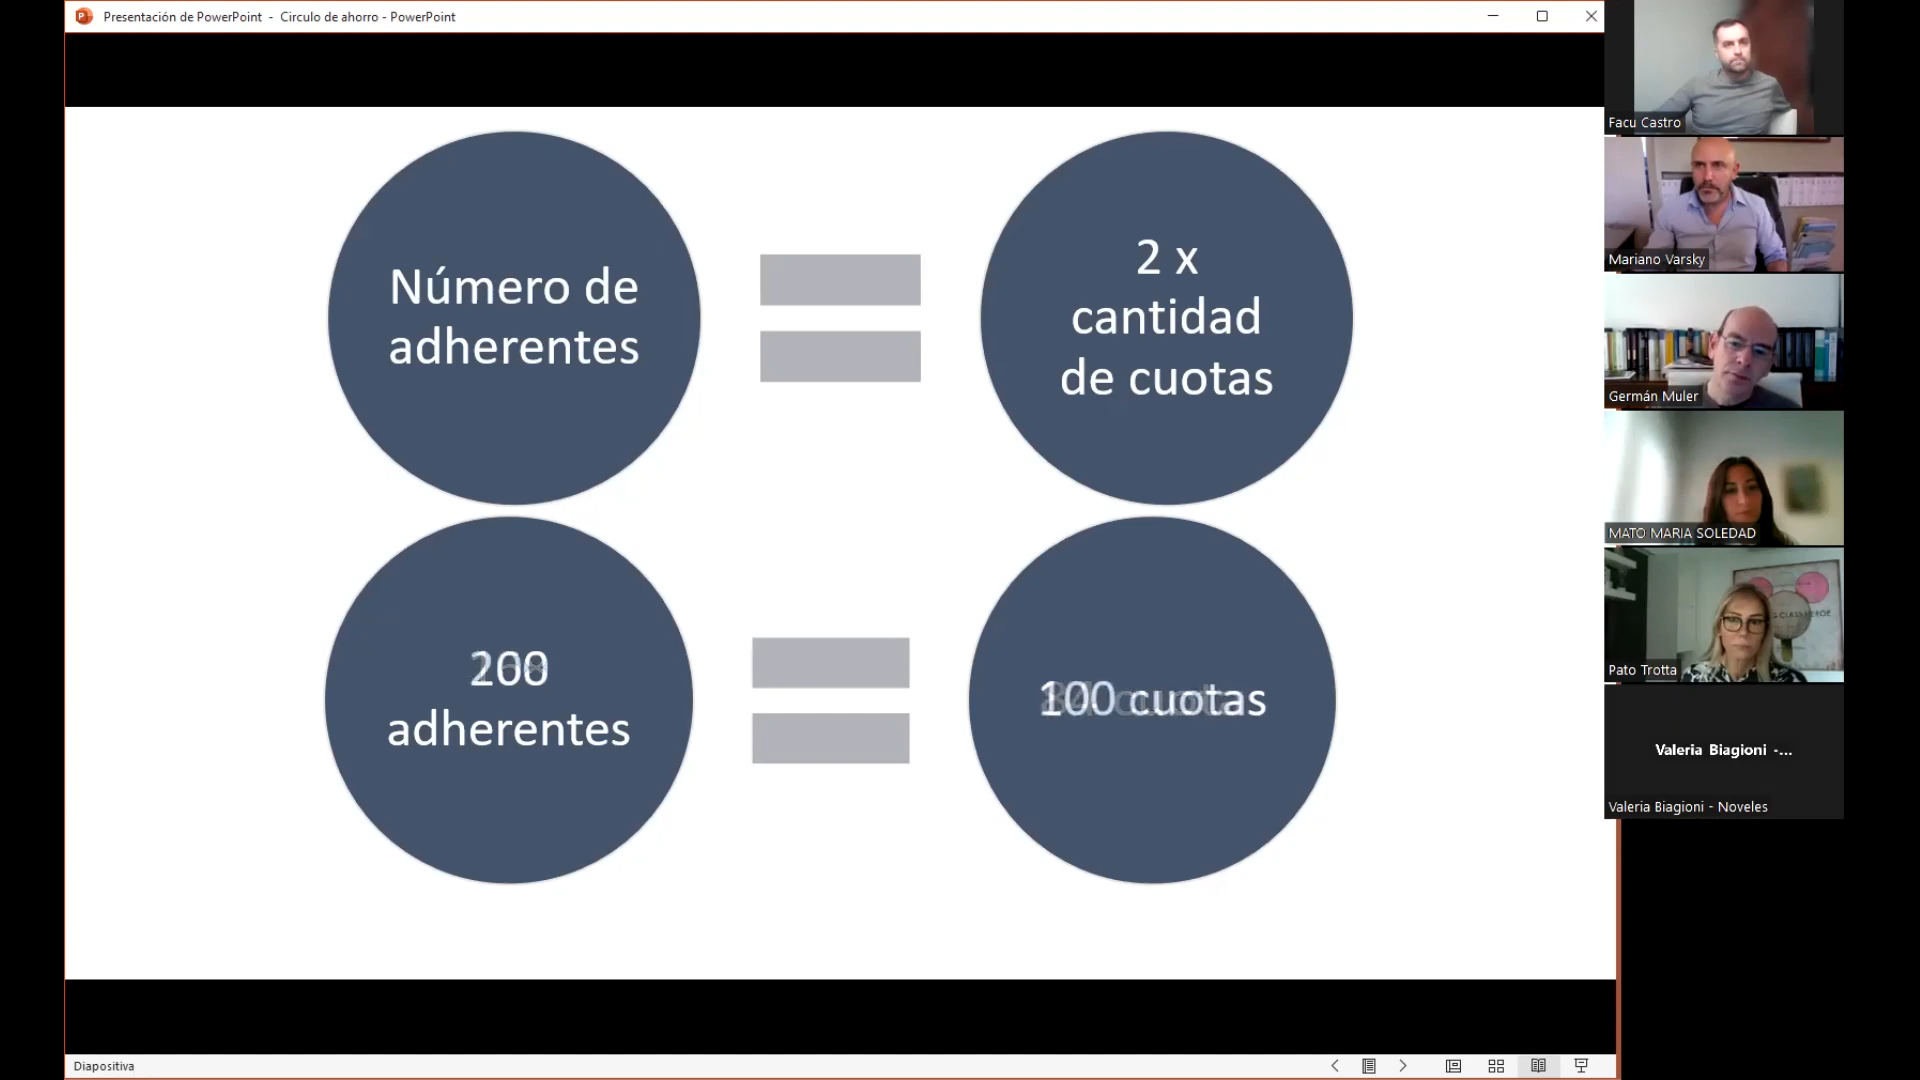 Presentación de PowerPoint - Circulo de ahorro - PowerPoint
Número de
adherentes
2 x
cantidad
de cuotas
200
adherentes
100 cuotas
Facu Castro
Mariano Varsky
Germán Muler
MATO MARIA SOLEDAD
Pato Trotta
Valeria Biagioni -...
Valeria Biagioni - Noveles
Diapositiva